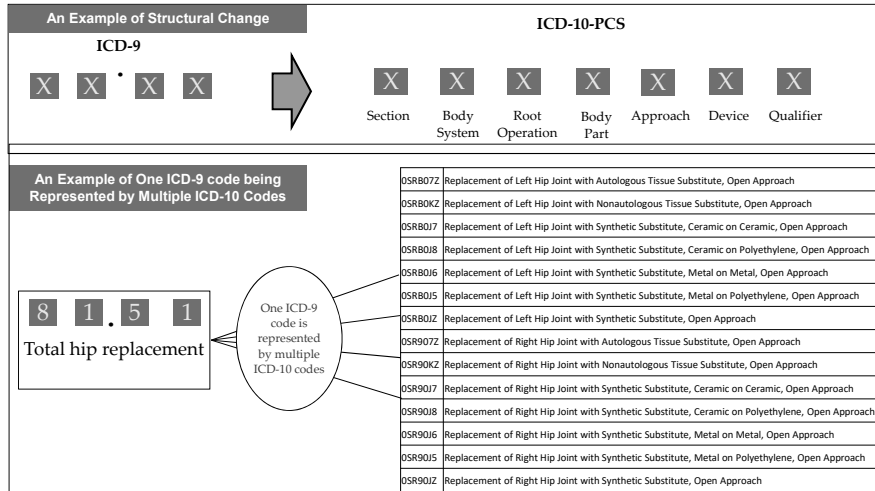 An Example of Structural Change
ICD-9
ICD-10-PCS
X X . X X
X X X X X X X
Section Body System Root Operation Body Part Approach Device Qualifier
An Example of One ICD-9 code being
Represented by Multiple ICD-10 Codes
8 1 . 5 1
Total hip replacement
One ICD-9
code is
represented
by multiple
ICD-10 codes
0SRB07Z Replacement of Left Hip Joint with Autologous Tissue Substitute, Open Approach
0SRB0KZ Replacement of Left Hip Joint with Nonautologous Tissue Substitute, Open Approach
0SRB0J7 Replacement of Left Hip Joint with Synthetic Substitute, Ceramic on Ceramic, Open Approach
0SRB0J8 Replacement of Left Hip Joint with Synthetic Substitute, Ceramic on Polyethylene, Open Approach
0SRB0J6 Replacement of Left Hip Joint with Synthetic Substitute, Metal on Metal, Open Approach
0SRB0J5 Replacement of Left Hip Joint with Synthetic Substitute, Metal on Polyethylene, Open Approach
0SRB0JZ Replacement of Left Hip Joint with Synthetic Substitute, Open Approach
0SR907Z Replacement of Right Hip Joint with Autologous Tissue Substitute, Open Approach
0SR90KZ Replacement of Right Hip Joint with Nonautologous Tissue Substitute, Open Approach
0SR90J7 Replacement of Right Hip Joint with Synthetic Substitute, Ceramic on Ceramic, Open Approach
0SR90J8 Replacement of Right Hip Joint with Synthetic Substitute, Ceramic on Polyethylene, Open Approach
0SR90J6 Replacement of Right Hip Joint with Synthetic Substitute, Metal on Metal, Open Approach
0SR90J5 Replacement of Right Hip Joint with Synthetic Substitute, Metal on Polyethylene, Open Approach
0SR90JZ Replacement of Right Hip Joint with Synthetic Substitute, Open Approach